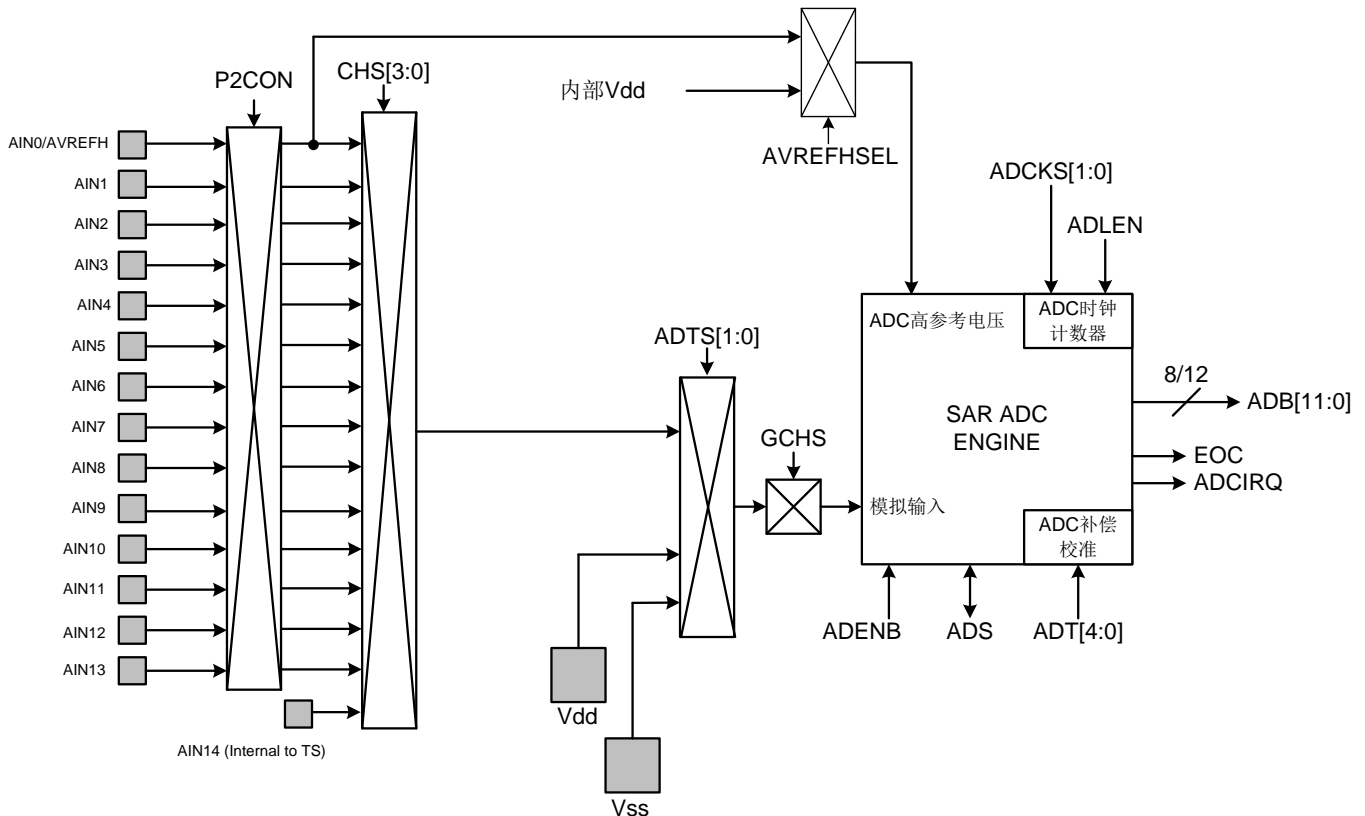 P2CON
CHS[3:0]
内部Vdd
AVREFHSEL
AIN0/AVREFH
AIN1
AIN2
AIN3
AIN4
AIN5
AIN6
AIN7
AIN8
AIN9
AIN10
AIN11
AIN12
AIN13
AIN14 (Internal to TS)
ADTS[1:0]
GCHS
Vdd
Vss
ADCKS[1:0]
ADLEN
ADC高参考电压
ADC时钟
计数器
SAR ADC
ENGINE
模拟输入
ADC补偿
校准
8/12
ADB[11:0]
EOC
ADCIRQ
ADENB
ADS
ADT[4:0]